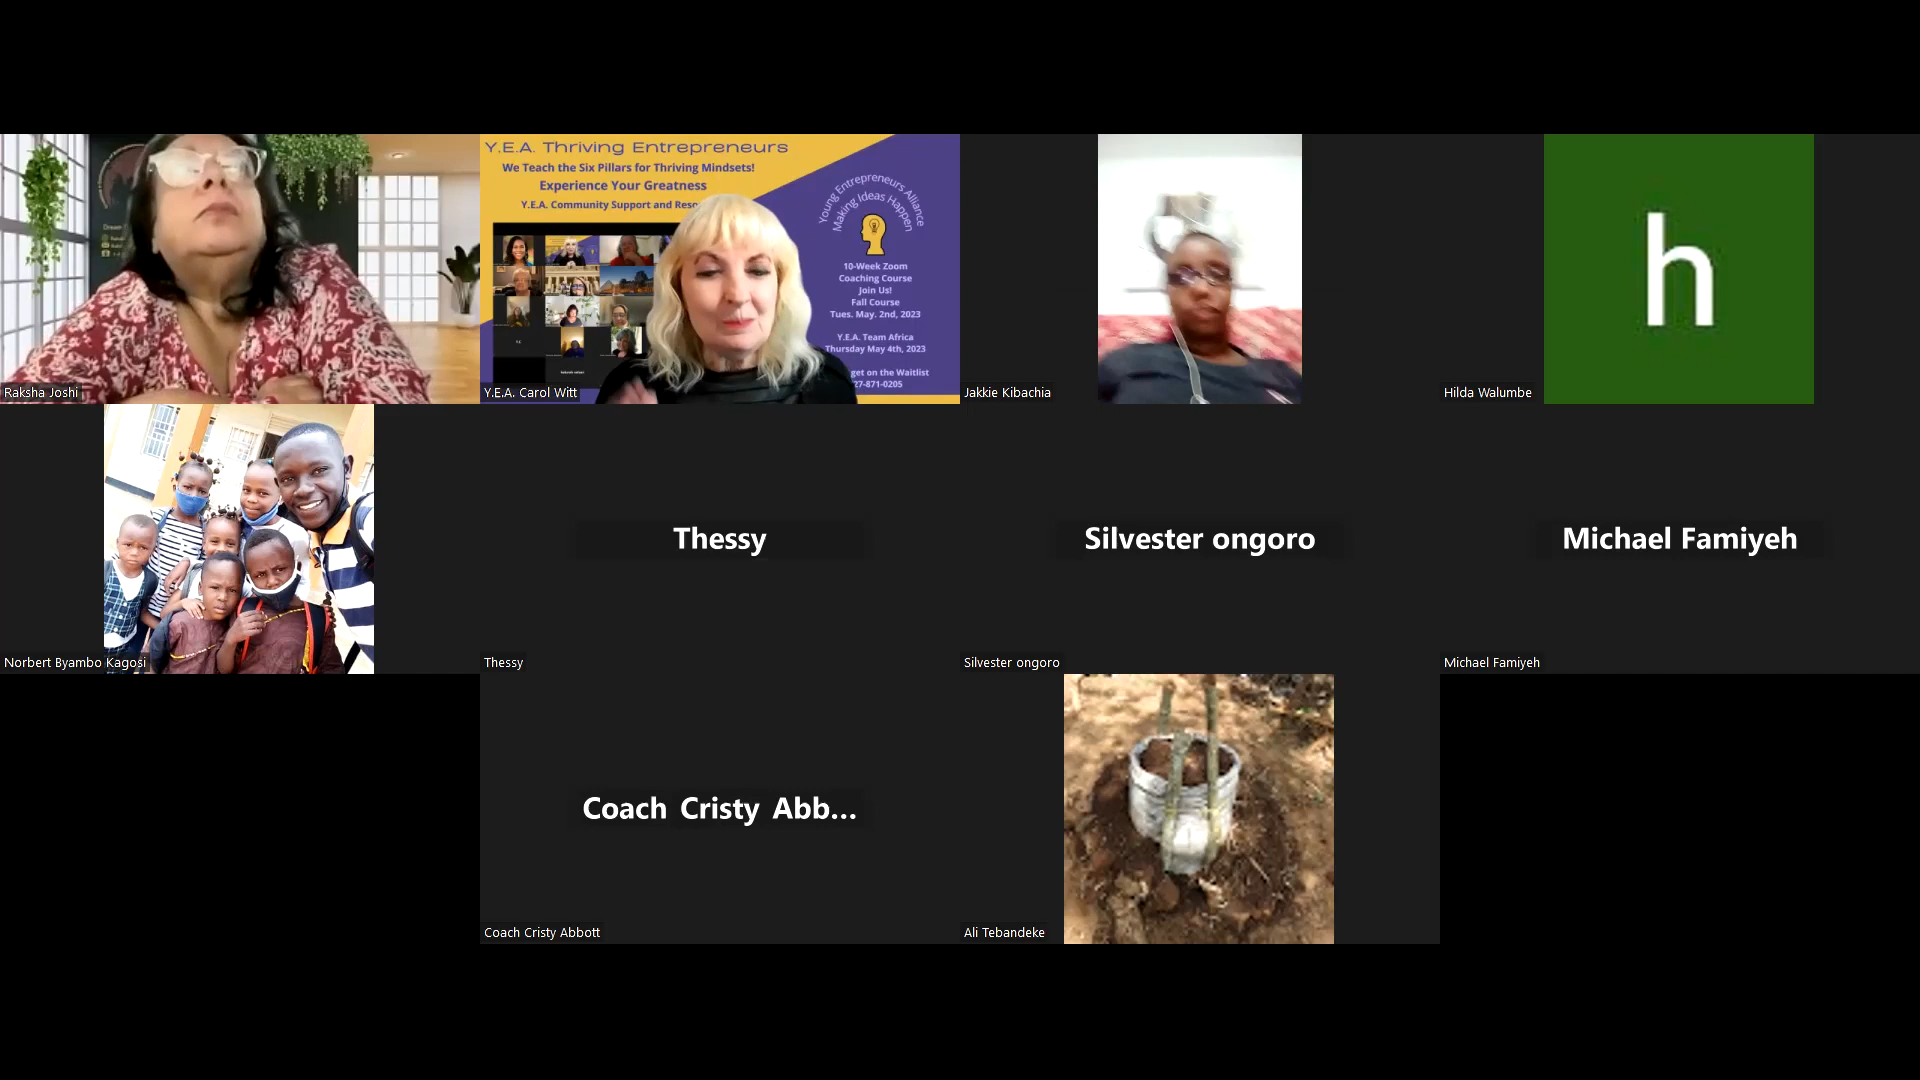 Y.E.A. Thriving Entrepreneurs
We Teach the Six Pillars for Thriving Mindsets!
Experience Your Greatness
Y.E.A. Community Support and
Young Entrepreneurs Alliance
Making Ideas Happen
10-Week Zoom
Coaching Course
Join Us!
Fall Course
Tues. May. 2nd, 2023
Y.E.A. Team Africa
Thursday May 4th, 2023
get on the Waitlist
27-871-0205
Raksha Joshi
Y.E.A. Carol Witt
Jakkie Kibachia
Hilda Walumbe
h
Thessy
Silvester ongoro
Michael Famiyeh
Norbert Byambo Kagosi
Thessy
Silvester ongoro
Michael Famiyeh
Coach Cristy Abb...
Coach Cristy Abbott
Ali Tebandeke